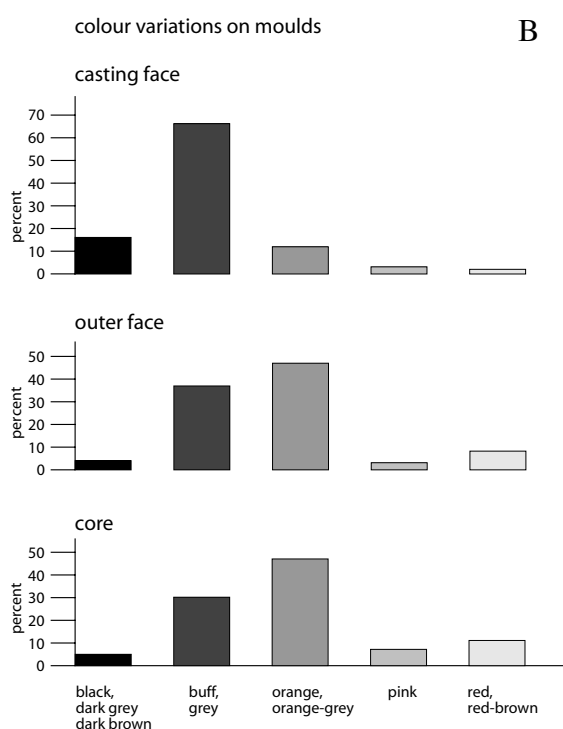 colour variations on moulds
B
casting face
70
60
50
40
30
20
10
0
percent
outer face
50
40
30
20
10
0
percent
core
50
40
30
20
10
0
percent
black,
dark grey
dark brown
buff,
grey
orange,
orange-grey
pink
red,
red-brown